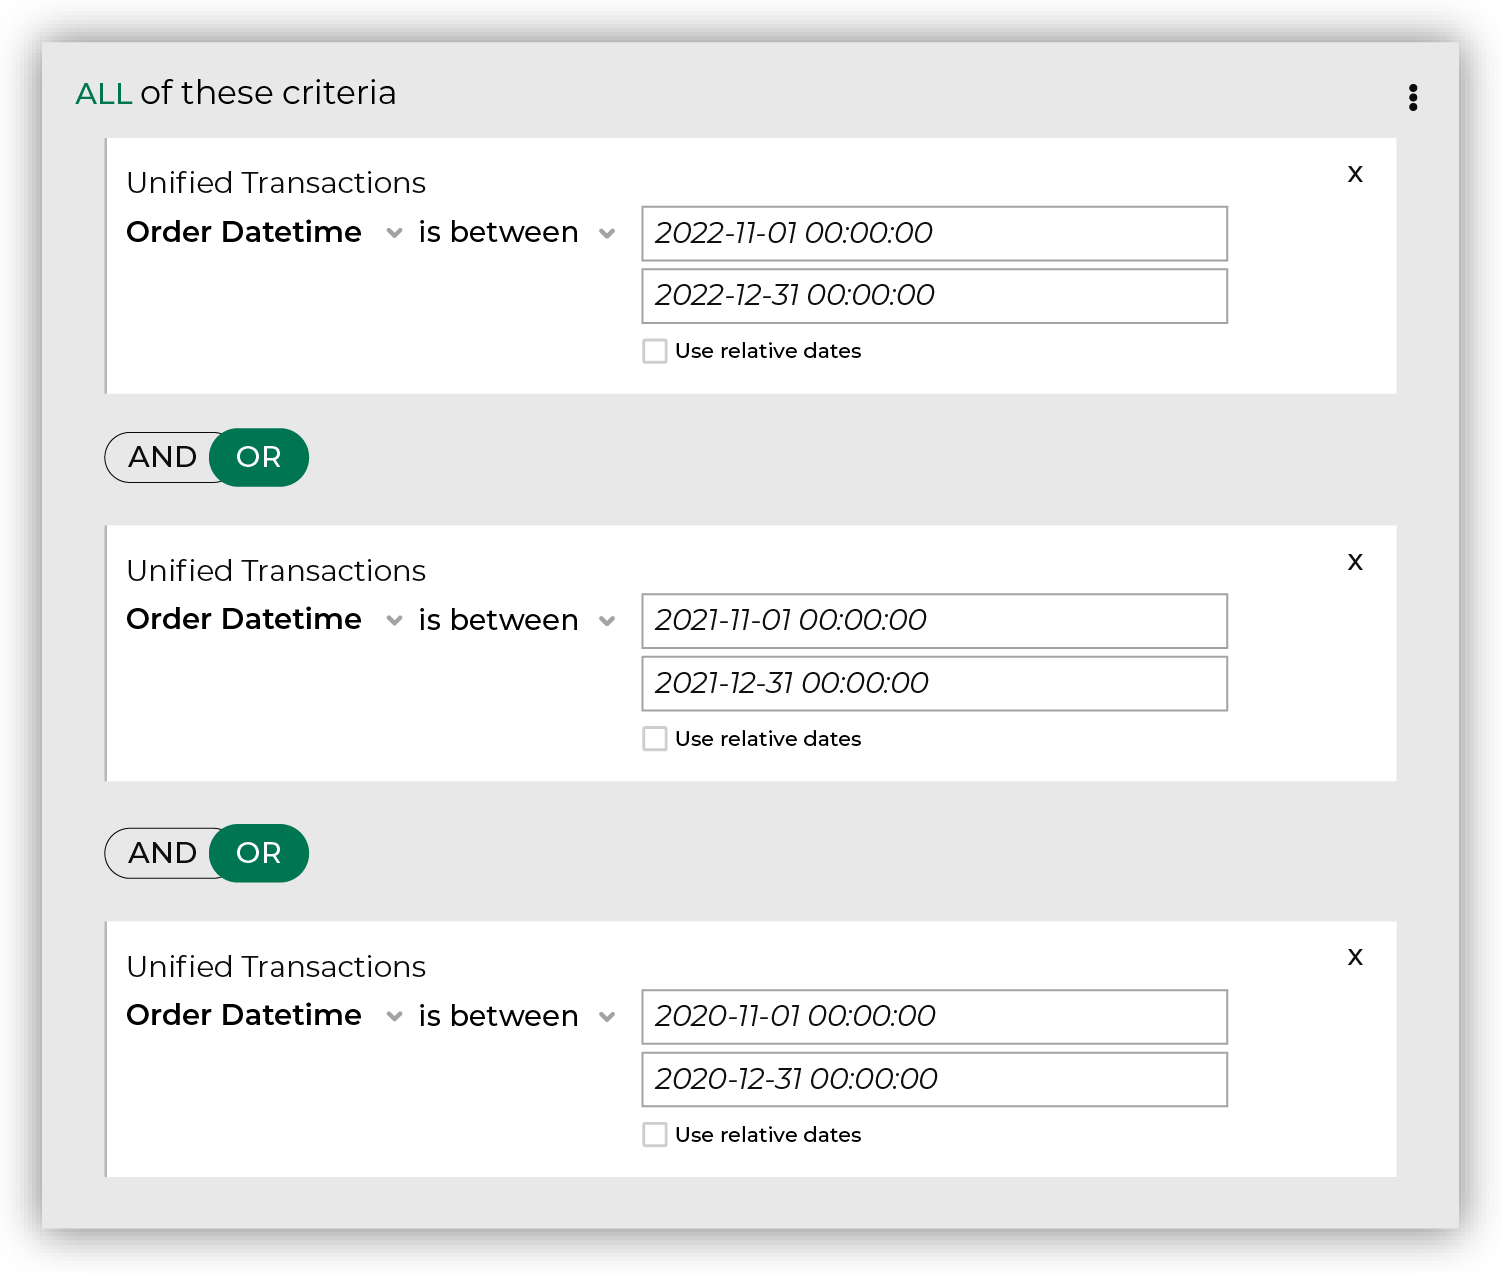 ALL of these criteria
Unified Transactions
x
Order Datetime is between 2022-11-01 00:00:00
2022-12-31 00:00:00
Use relative dates
AND OR
Unified Transactions
x
Order Datetime is between 2021-11-01 00:00:00
2021-12-31 00:00:00
Use relative dates
AND OR
Unified Transactions
x
Order Datetime is between 2020-11-01 00:00:00
2020-12-31 00:00:00
Use relative dates